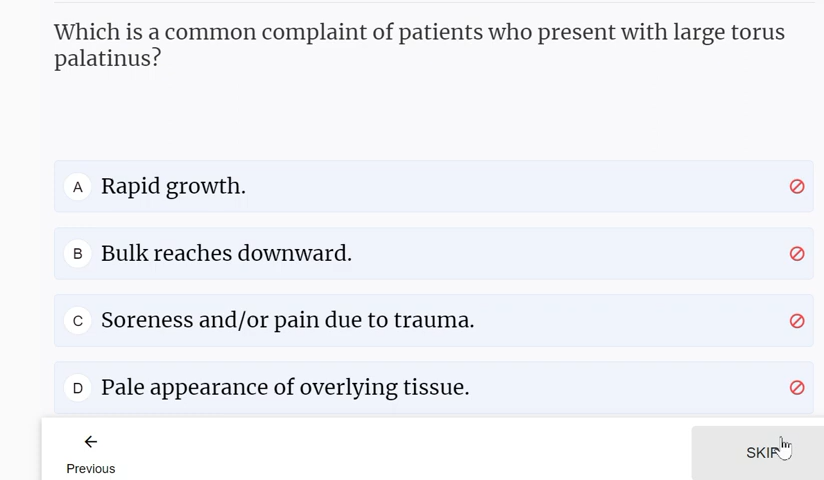 Which is a common complaint of patients who present with large torus
palatinus?
A Rapid growth.
B Bulk reaches downward.
C Soreness and/or pain due to trauma.
D Pale appearance of overlying tissue.
Previous